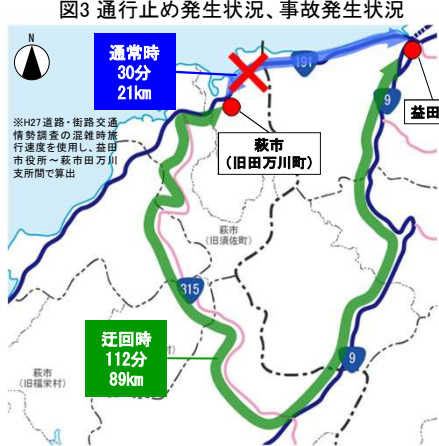 図3 通行止め発生状況、事故発生状況
N
通常時
30分
21km
191
9
益田
※H27道路・街路交通
情勢調査の混雑時旅
行速度を使用し、益田
市役所～萩市田万川
支所間で算出
萩市
(旧田万川町)
萩市
(旧須佐町)
315
迂回時
112分
89km
9
萩市
(旧福栄村)